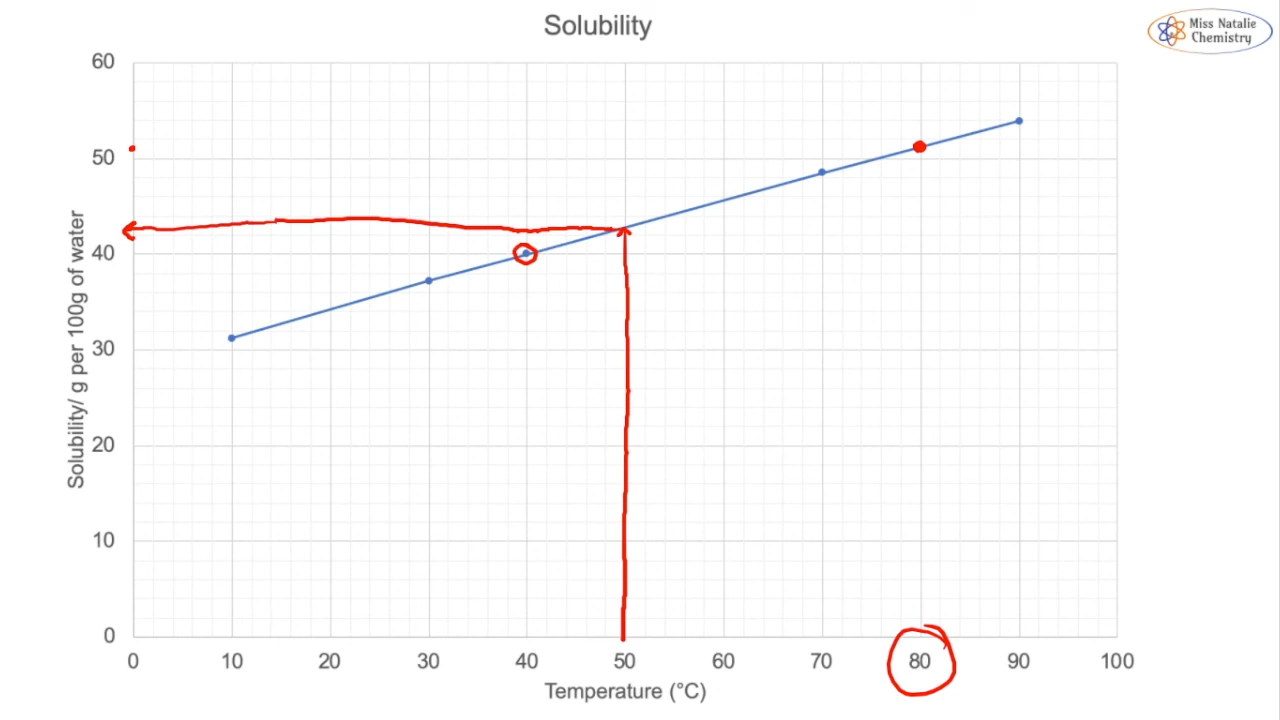 Solubility
Miss Natalie
Chemistry
Solubility/ g per 100g of water
60
50
40
30
20
10
0
0 10 20 30 40 50 60 70 80 90 100
Temperature (°C)